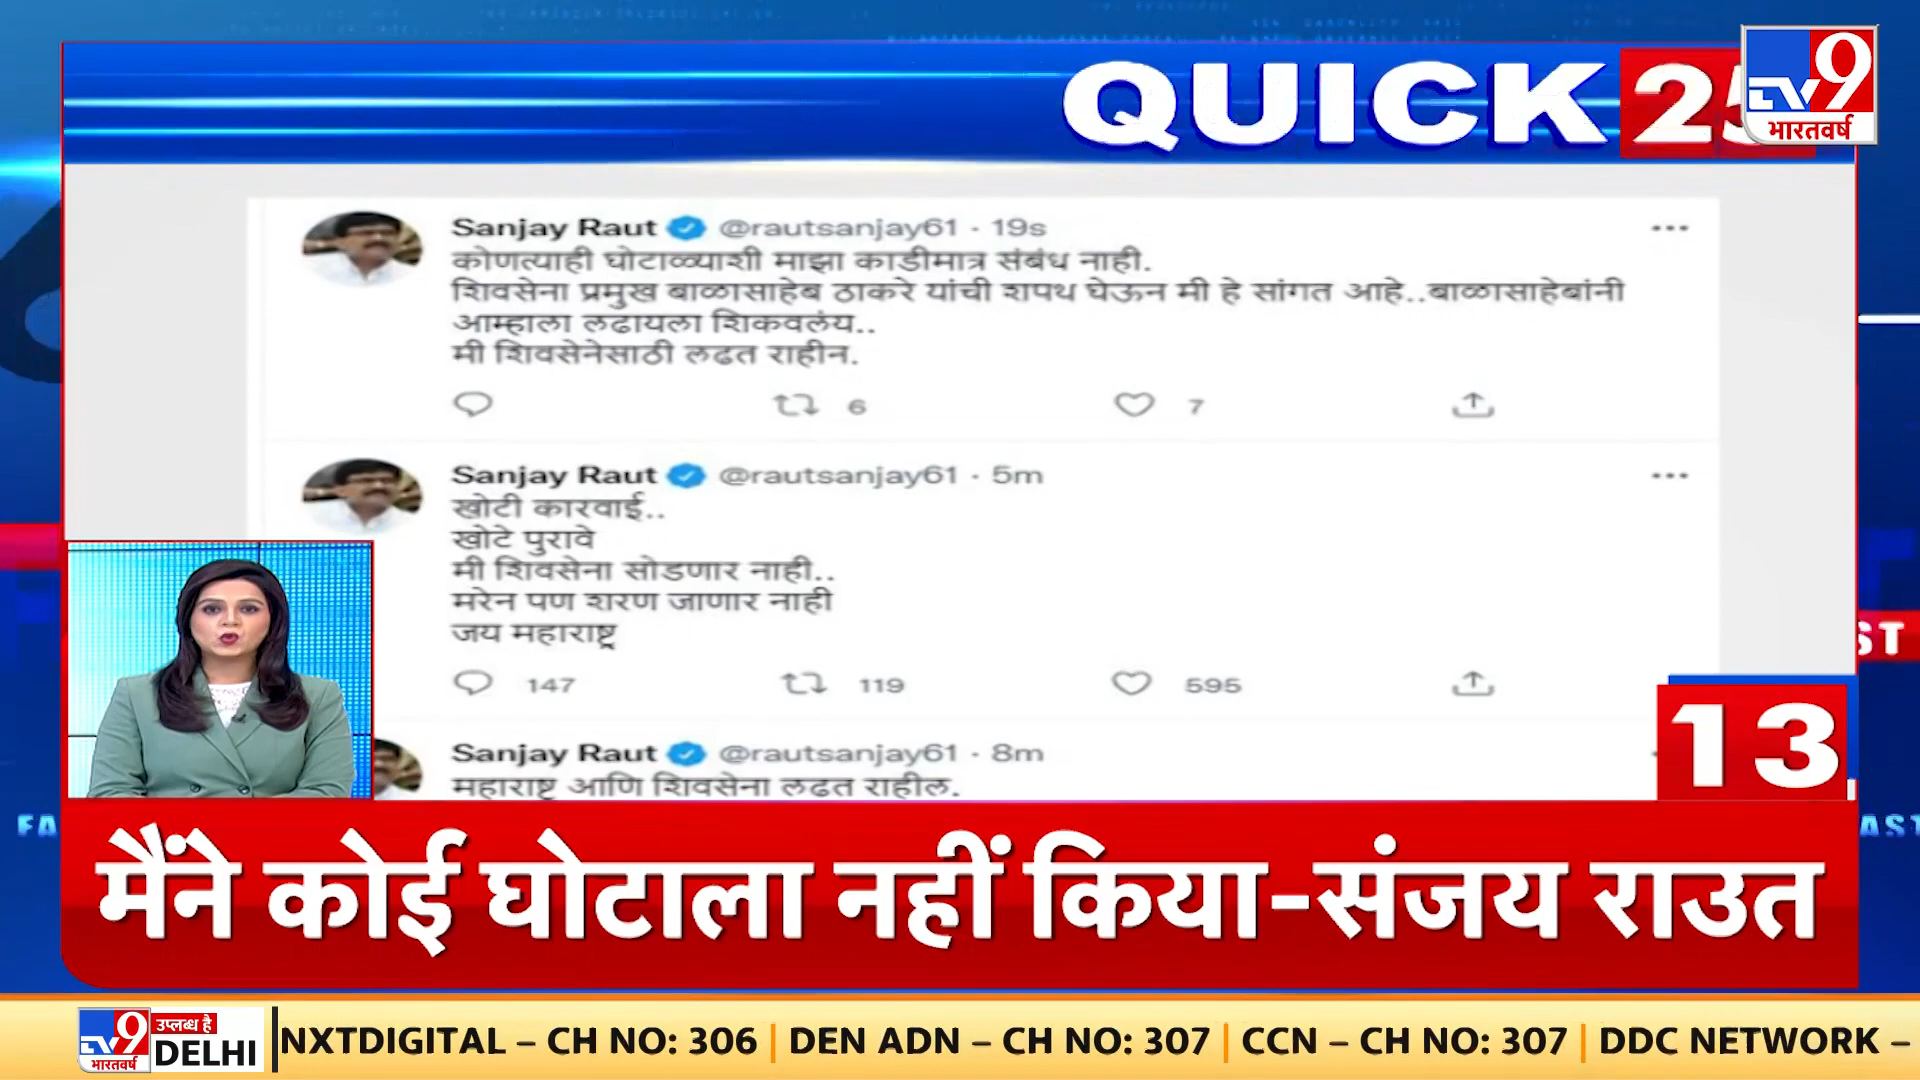 QUICK 25
TV9
भारतवर्ष
Sanjay Raut @rautsanjay61 · 19s
कोणत्याही घोटाळ्याशी माझा काडीमात्र संबंध नाही.
शिवसेना प्रमुख बाळासाहेब ठाकरे यांची शपथ घेऊन मी हे सांगत आहे..बाळासाहेबांनी
आम्हाला लढायला शिकवलंय..
मी शिवसेनेसाठी लढत राहीन.
6 7
Sanjay Raut @rautsanjay61 · 5m
खोटी कारवाई..
खोटे पुरावे
मी शिवसेना सोडणार नाही..
मरेन पण शरण जाणार नाही
जय महाराष्ट्र
147 119 595
Sanjay Raut @rautsanjay61 · 8m
महाराष्ट्र आणि शिवसेना लढत राहील.
13
ST
FA
AST
मैंने कोई घोटाला नहीं किया-संजय राउत
TV9 भारतवर्ष उपलब्ध है DELHI NXTDIGITAL – CH NO: 306 | DEN ADN – CH NO: 307 | CCN – CH NO: 307 | DDC NETWORK –